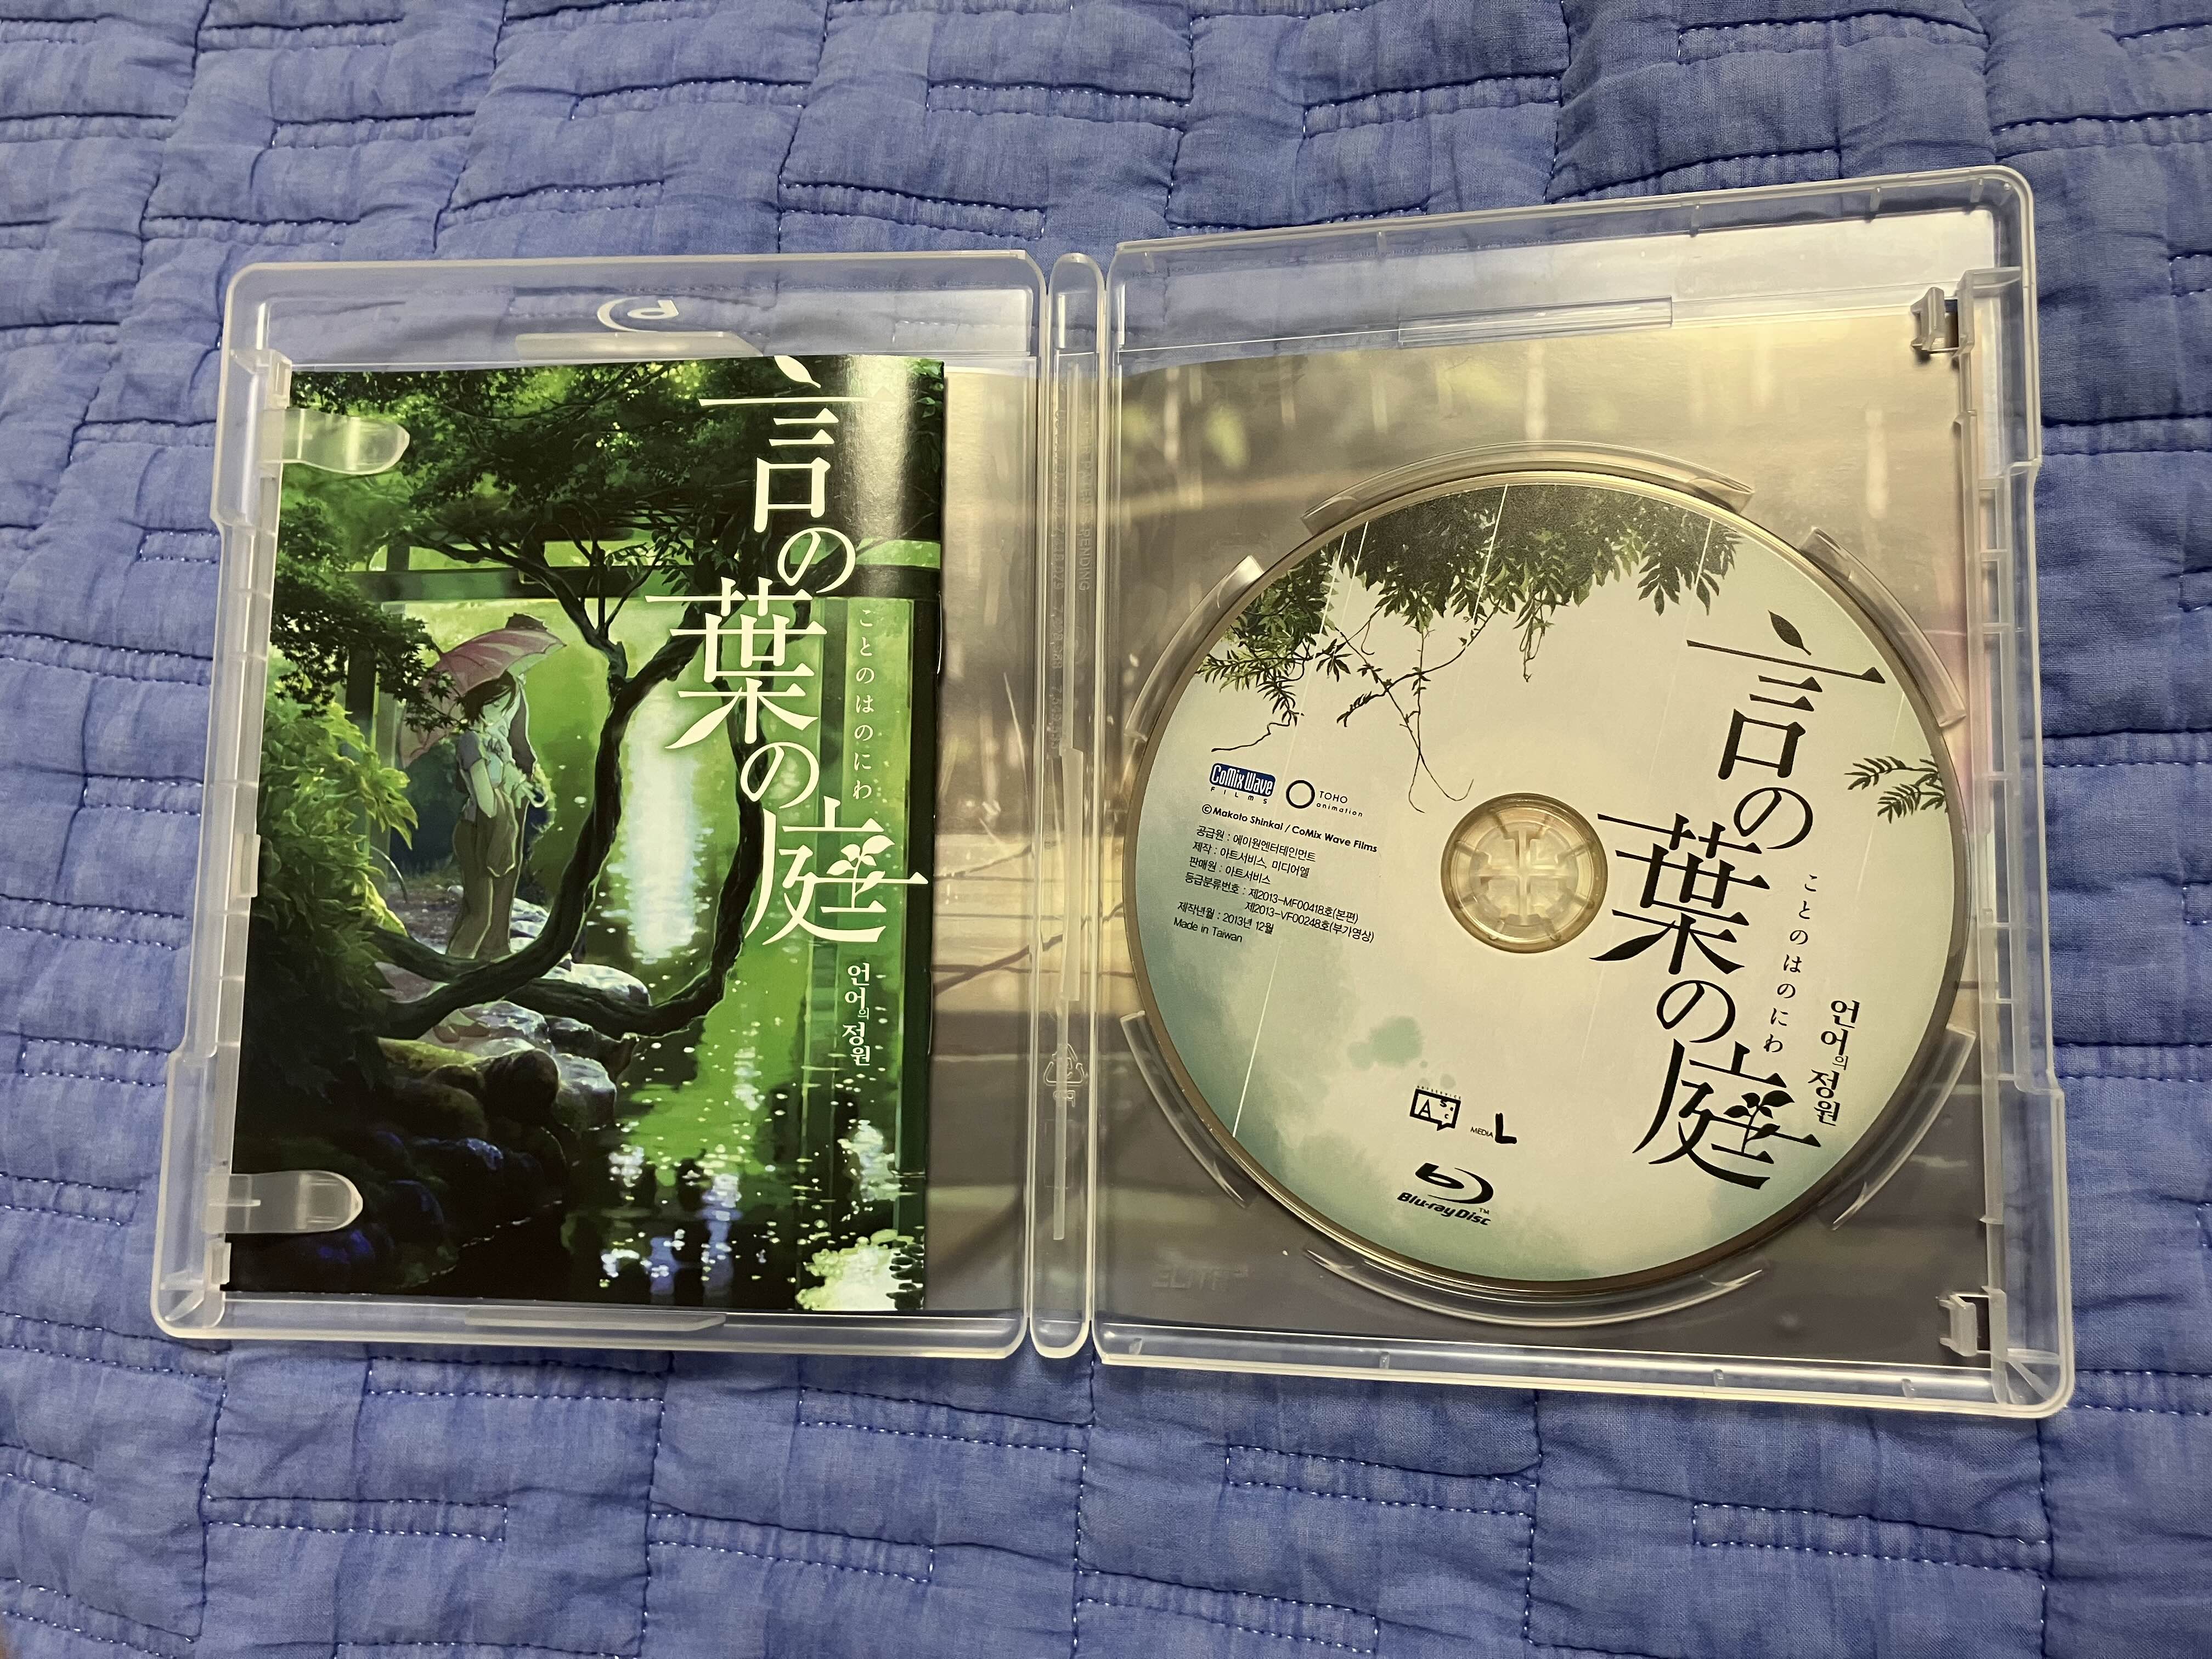 言の葉の庭
ことのはのにわ
언어의 정원
言の葉の庭
ことのはのにわ
언어의 정원
CoMix Wave
FILMS
TOHO
animation
©Makoto Shinkai / CoMix Wave Films
공급원 : 에이원엔터테인먼트
제작 : 아트서비스, 미디어엘
판매원 : 아트서비스
등급분류번호 : 제2013-MF00418호(본편)
제2013-VF00248호(부가영상)
제작년월 : 2013년 12월
Made in Taiwan
MEDIA L
Blu-ray Disc™
ELITE